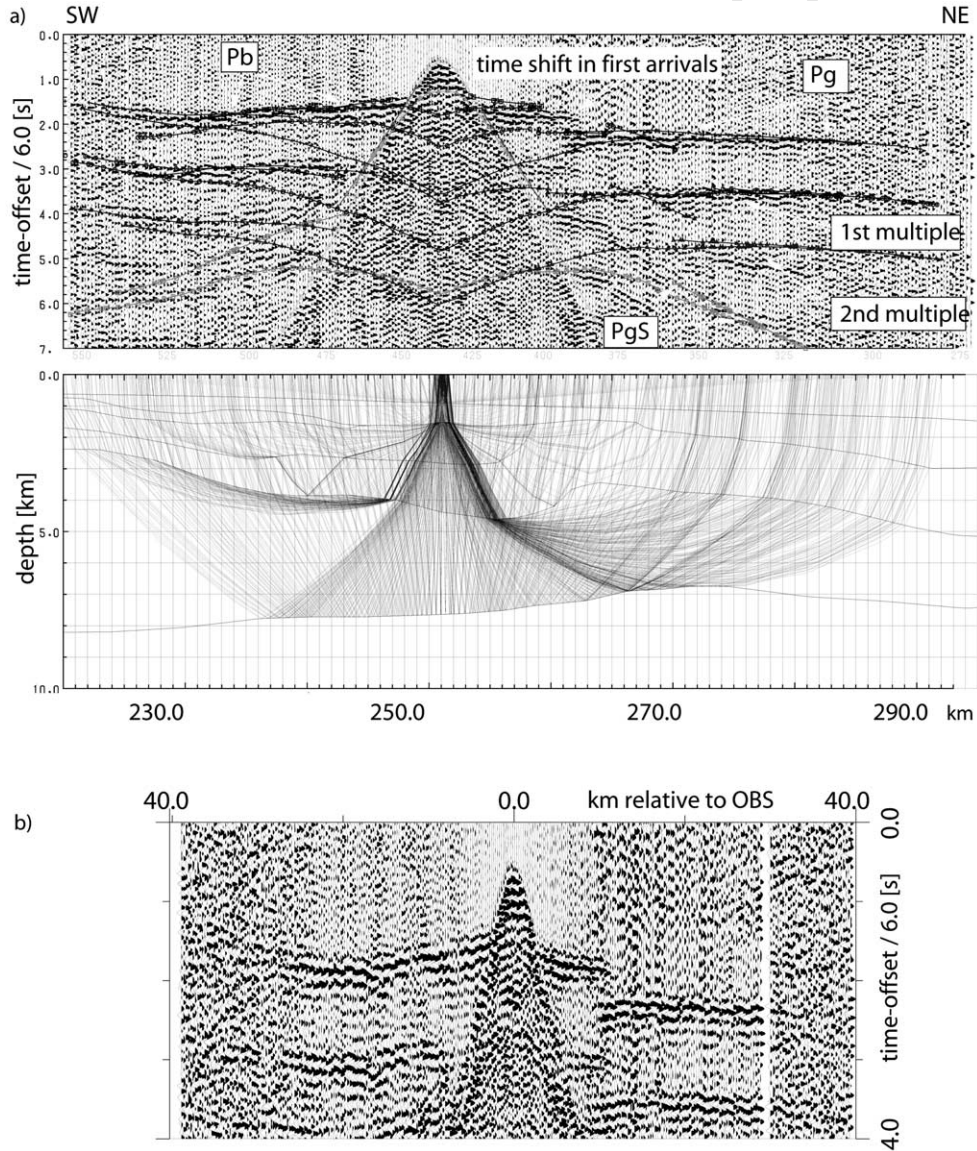 a)
SW
NE
Pb
time shift in first arrivals
Pg
0.0
1.0
2.0
3.0
4.0
5.0
6.0
7.
time-offset / 6.0 [s]
1st multiple
2nd multiple
PgS
550 525 500 475 450 425 400 375 350 325 300 275
0.0
5.0
10.0
depth [km]
230.0 250.0 270.0 290.0 km
b)
40.0 0.0 km relative to OBS 40.0
0.0
time-offset / 6.0 [s]
4.0